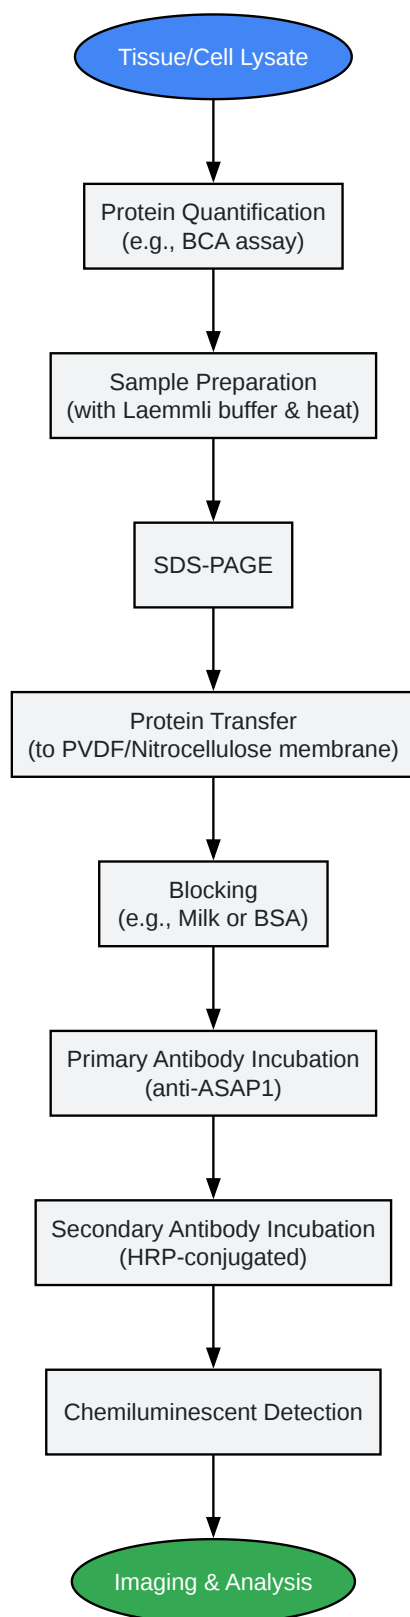 Tissue/Cell Lysate
Protein Quantification
(e.g., BCA assay)
Sample Preparation
(with Laemmli buffer & heat)
SDS-PAGE
Protein Transfer
(to PVDF/Nitrocellulose membrane)
Blocking
(e.g., Milk or BSA)
Primary Antibody Incubation
(anti-ASAP1)
Secondary Antibody Incubation
(HRP-conjugated)
Chemiluminescent Detection
Imaging & Analysis